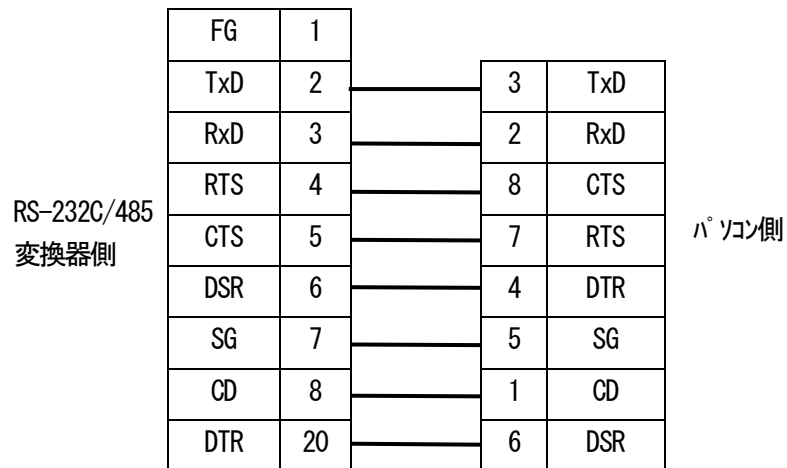 FG 1
TxD 2 3 TxD
RxD 3 2 RxD
RTS 4 8 CTS
RS-232C/485
変換器側
CTS 5 7 RTS
パソコン側
DSR 6 4 DTR
SG 7 5 SG
CD 8 1 CD
DTR 20 6 DSR